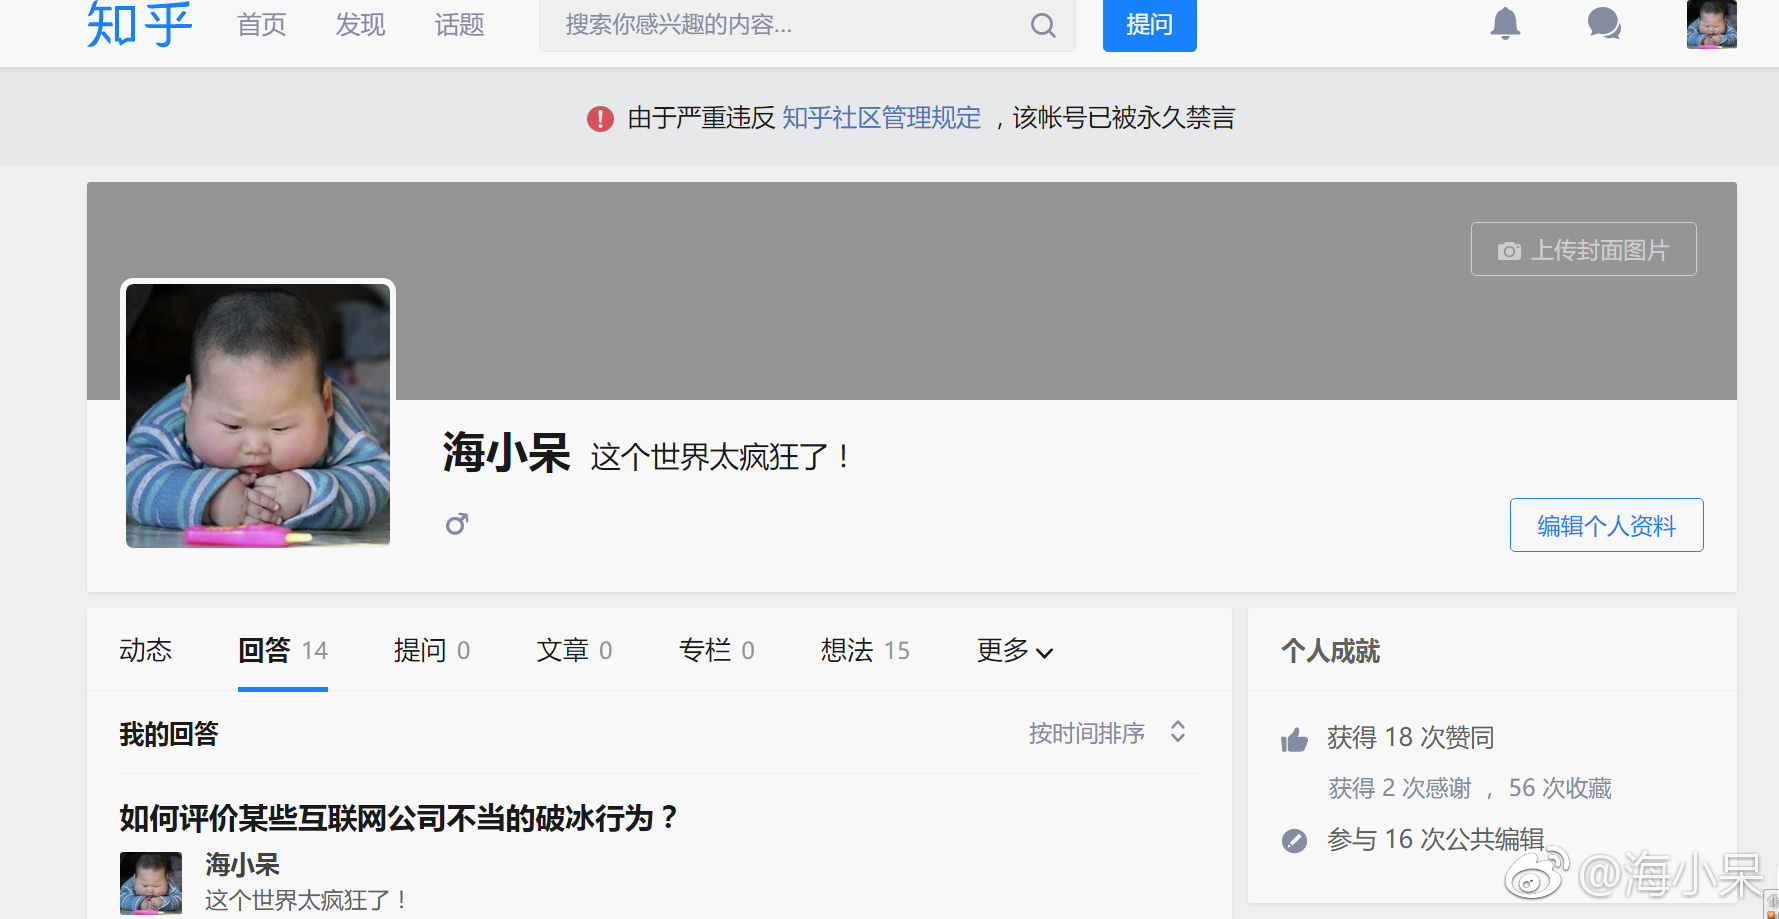 知乎 首页 发现 话题 搜索你感兴趣的内容... 提问
由于严重违反 知乎社区管理规定 ，该帐号已被永久禁言
上传封面图片
海小呆 这个世界太疯狂了！
编辑个人资料
动态 回答 14 提问 0 文章 0 专栏 0 想法 15 更多
我的回答 按时间排序
如何评价某些互联网公司不当的破冰行为？
海小呆
这个世界太疯狂了！
个人成就
获得 18 次赞同
获得 2 次感谢 ，56 次收藏
参与 16 次公共编辑
@海小呆